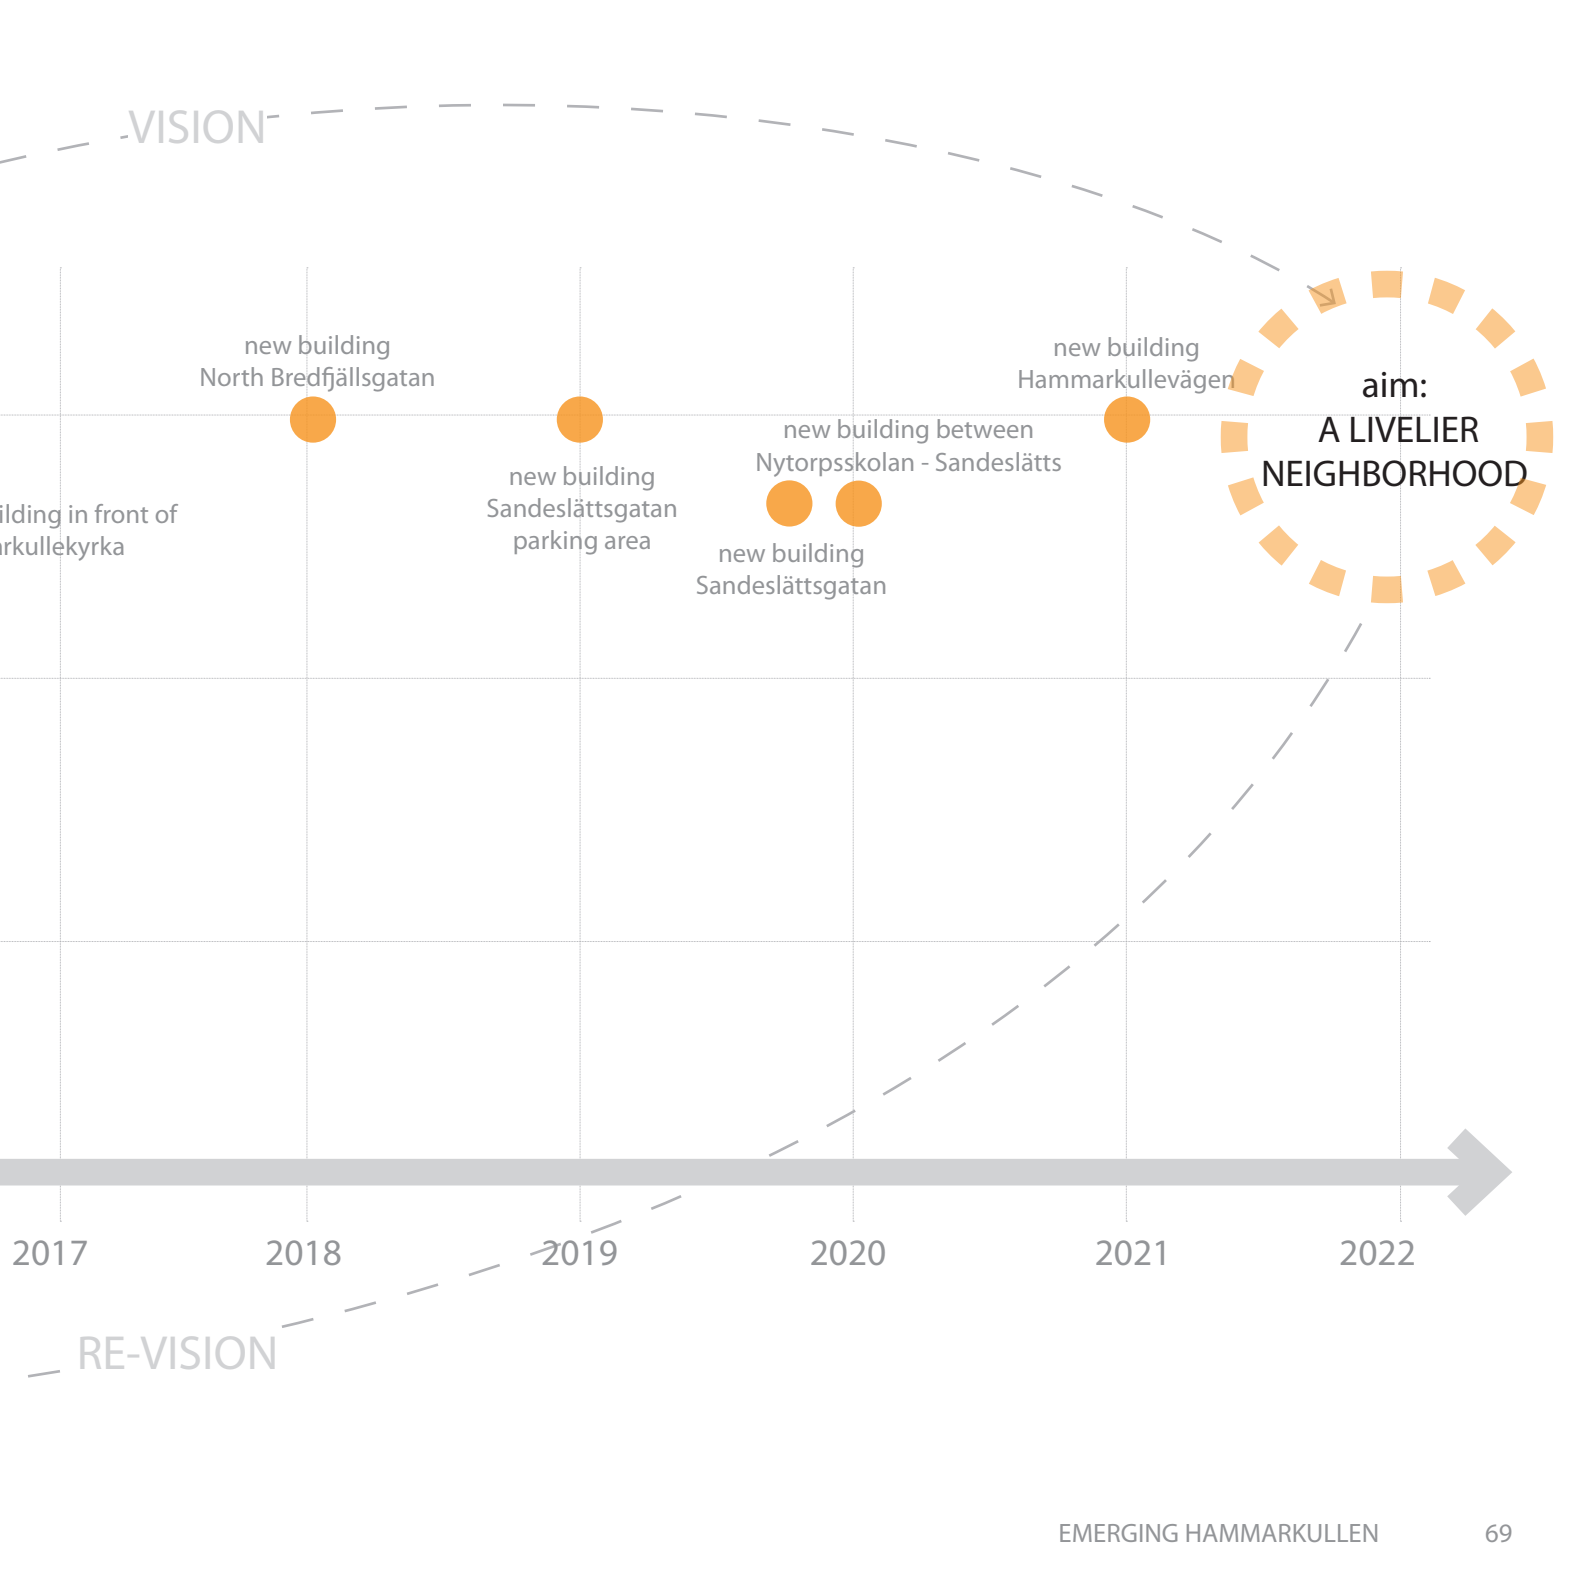 VISION
new building
North Bredfjällsgatan
new building
Hammarkullevägen
aim:
A LIVELIER
NEIGHBORHOOD
new building between
Nytorpsskolan - Sandeslätts
new building
Sandeslättsgatan
parking area
in front of
new building
Sandeslättsgatan
2017
2018
2019
2020
2021
2022
RE-VISION
EMERGING HAMMARKULLEN
69